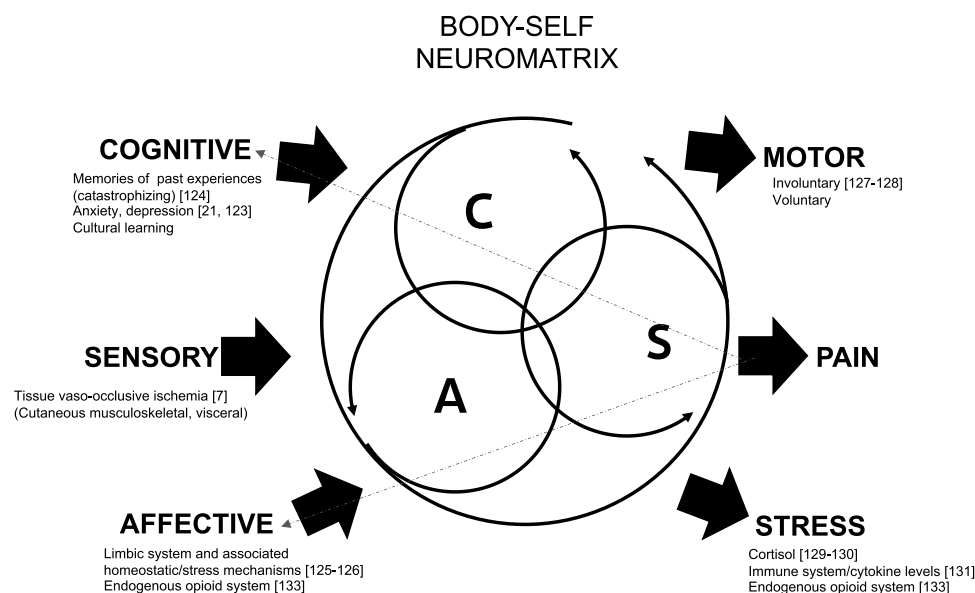 BODY-SELF
NEUROMATRIX
COGNITIVE
Memories of past experiences
(catastrophizing) [124]
Anxiety, depression [21, 123]
Cultural learning
SENSORY
Tissue vaso-occlusive ischemia [7]
(Cutaneous musculoskeletal, visceral)
AFFECTIVE
Limbic system and associated
homeostatic/stress mechanisms [125-126]
Endogenous opioid system [133]
C
S
A
MOTOR
Involuntary [127-128]
Voluntary
PAIN
STRESS
Cortisol [129-130]
Immune system/cytokine levels [131]
Endogenous opioid system [133]